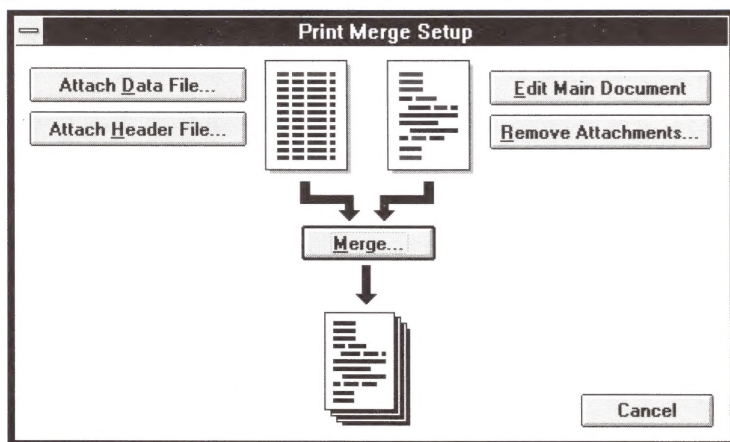 Print Merge Setup
Attach Data File...
Attach Header File...
Edit Main Document
Remove Attachments...
Merge...
Cancel